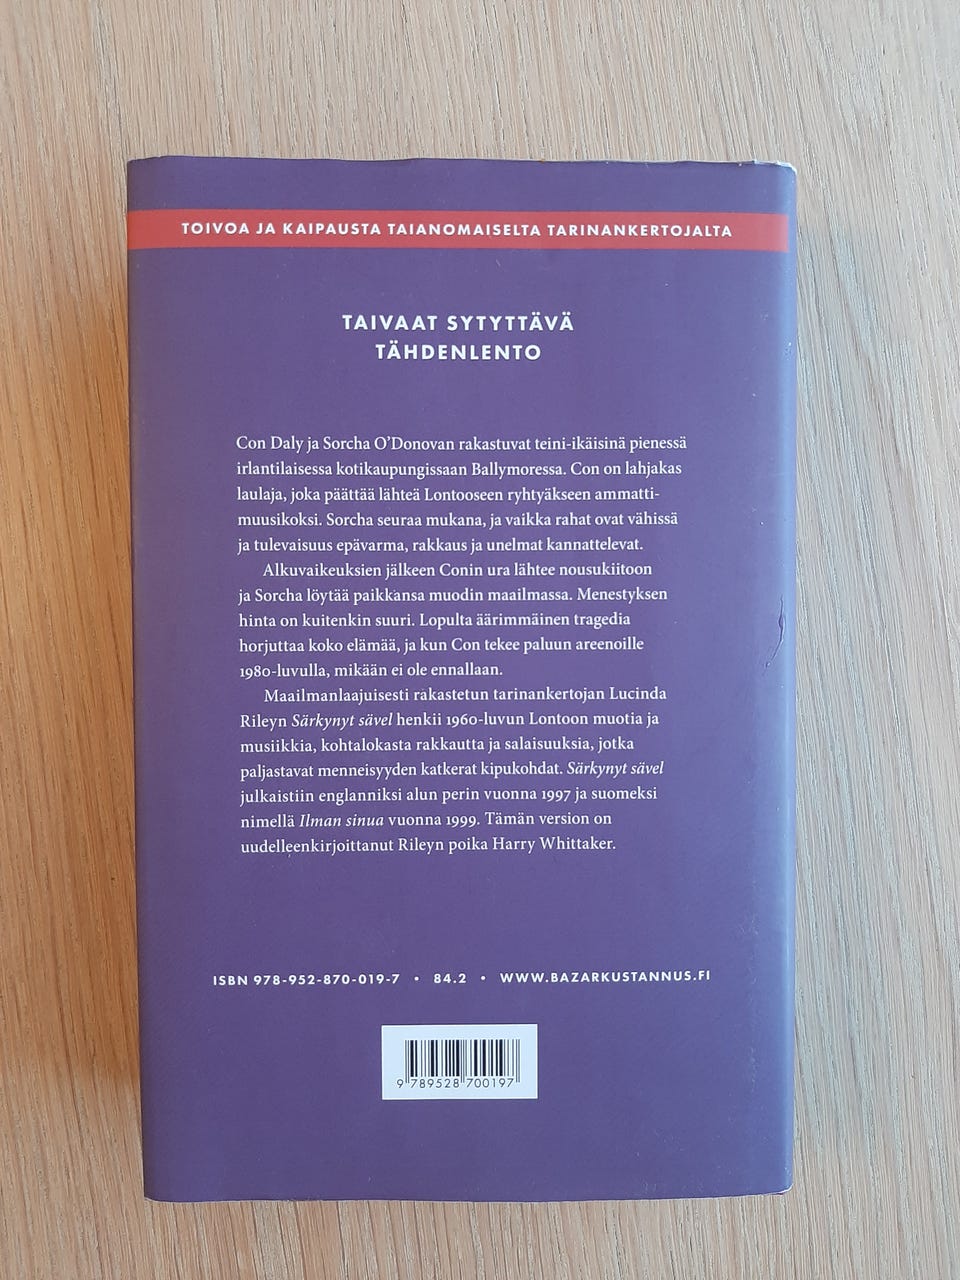 TOIVOA JA KAIPAUSTA TAIANOMAISELTA TARINANKERTOJALTA
TAIVAAT SYTYTTÄVÄ
TÄHDENLENTO
Con Daly ja Sorcha O’Donovan rakastuvat teini-ikäisinä pienessä
irlantilaisessa kotikaupungissaan Ballymoressa. Con on lahjakas
laulaja, joka päättää lähteä Lontooseen ryhtyäkseen ammatti-
muusikoksi. Sorcha seuraa mukana, ja vaikka rahat ovat vähissä
ja tulevaisuus epävarma, rakkaus ja unelmat kannattelevat.
Alkuvaikeuksien jälkeen Conin ura lähtee nousukiitoon
ja Sorcha löytää paikkansa muodin maailmassa. Menestyksen
hinta on kuitenkin suuri. Lopulta äärimmäinen tragedia
horjuttaa koko elämää, ja kun Con tekee paluun areenoille
1980-luvulla, mikään ei ole ennallaan.
Maailmanlaajuisesti rakastetun tarinankertojan Lucinda
Rileyn Särkynyt sävel henkii 1960-luvun Lontoon muotia ja
musiikkia, kohtalokasta rakkautta ja salaisuuksia, jotka
paljastavat menneisyyden katkerat kipukohdat. Särkynyt sävel
julkaistiin englanniksi alun perin vuonna 1997 ja suomeksi
nimellä Ilman sinua vuonna 1999. Tämän version on
uudelleenkirjoittanut Rileyn poika Harry Whittaker.
ISBN 978-952-870-019-7 • 84.2 • WWW.BAZARKUSTANNUS.FI
9 789528 700197